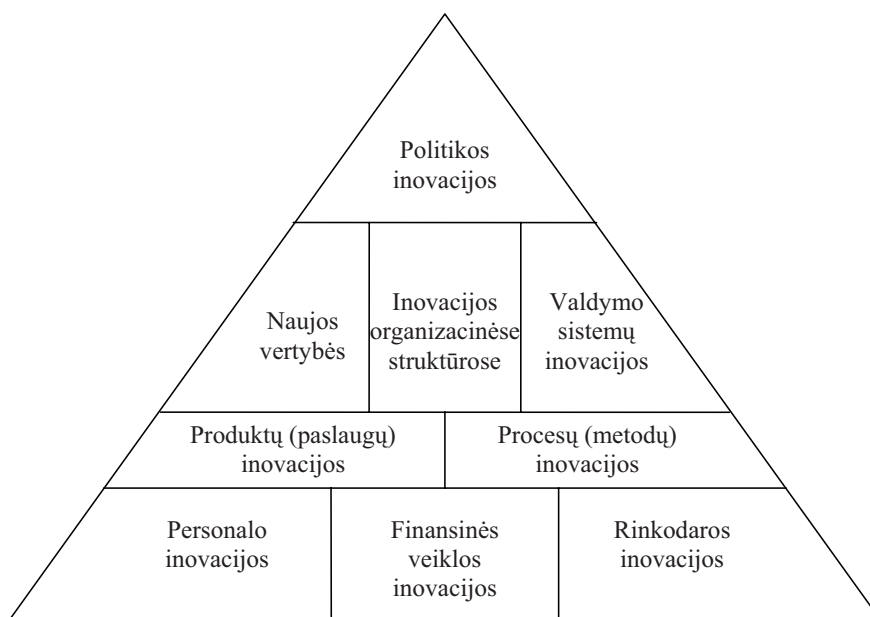 Politikos
inovacijos
Naujos
vertybės
Inovacijos
organizacinėse
struktūrose
Valdymo
sistemų
inovacijos
Produktų (paslaugų)
inovacijos
Procesų (metodų)
inovacijos
Personalo
inovacijos
Finansinės
veiklos
inovacijos
Rinkodaros
inovacijos